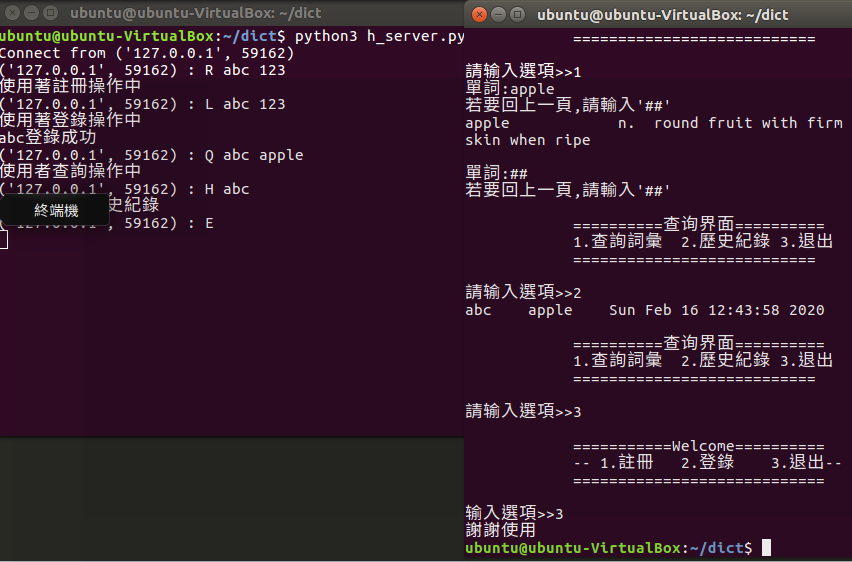 ubuntu@ubuntu-VirtualBox: ~/dict
ubuntu@ubuntu-VirtualBox:~/dict$ python3 h_server.py
Connect from ('127.0.0.1', 59162)
('127.0.0.1', 59162) : R abc 123
使用著註冊操作中
('127.0.0.1', 59162) : L abc 123
使用著登錄操作中
abc登錄成功
('127.0.0.1', 59162) : Q abc apple
使用者查詢操作中
('127.0.0.1', 59162) : H abc
終端機
史紀錄
('127.0.0.1', 59162) : E
ubuntu@ubuntu-VirtualBox: ~/dict
===========================
請输入選項>>1
單詞:apple
若要回上一頁,請輸入'##'
apple n. round fruit with firm
skin when ripe
單詞:##
若要回上一頁,請輸入'##'
==========查询界面==========
1.查詢詞彙 2.歷史紀錄 3.退出
===========================
請输入選項>>2
abc apple Sun Feb 16 12:43:58 2020
==========查询界面==========
1.查詢詞彙 2.歷史紀錄 3.退出
===========================
請输入選項>>3
===========Welcome==========
-- 1.註冊 2.登錄 3.退出--
============================
输入選項>>3
謝謝使用
ubuntu@ubuntu-VirtualBox:~/dict$